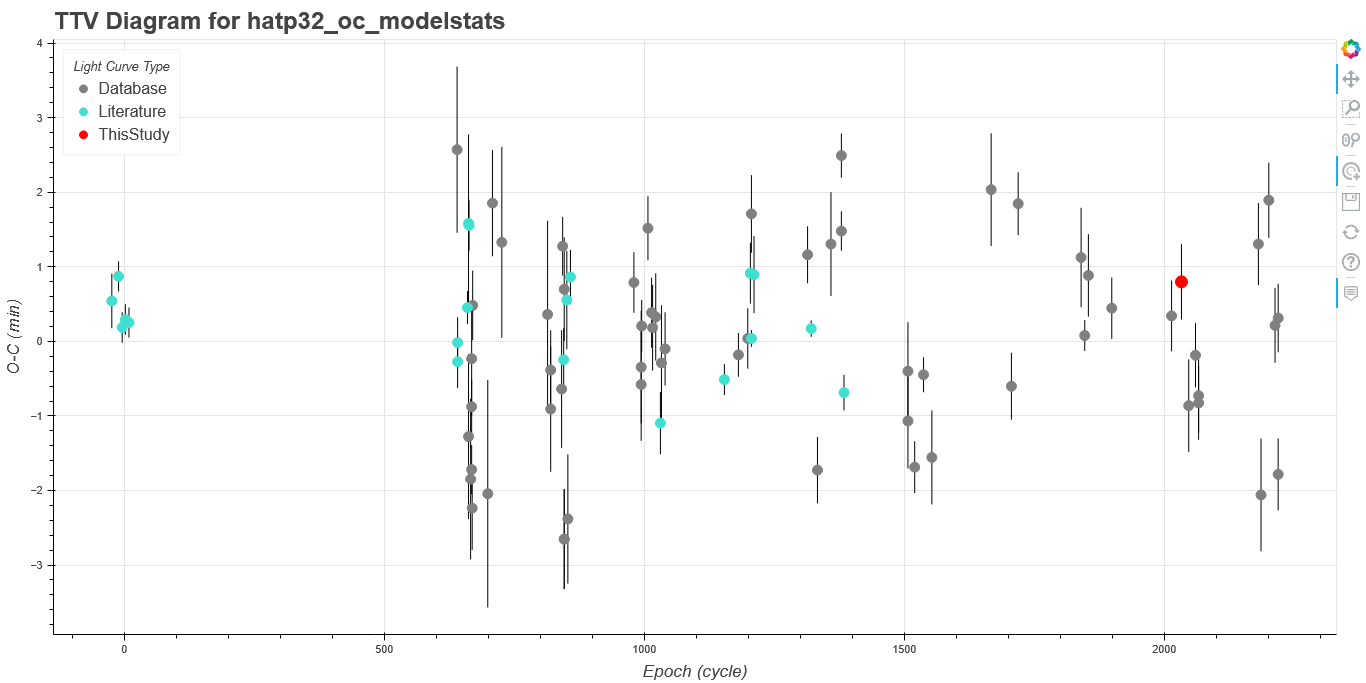 TTV Diagram for hatp32_oc_modelstats
Light Curve Type
Database
Literature
ThisStudy
4
3
2
1
0
−1
−2
−3
O-C (min)
0
500
1000
1500
2000
Epoch (cycle)